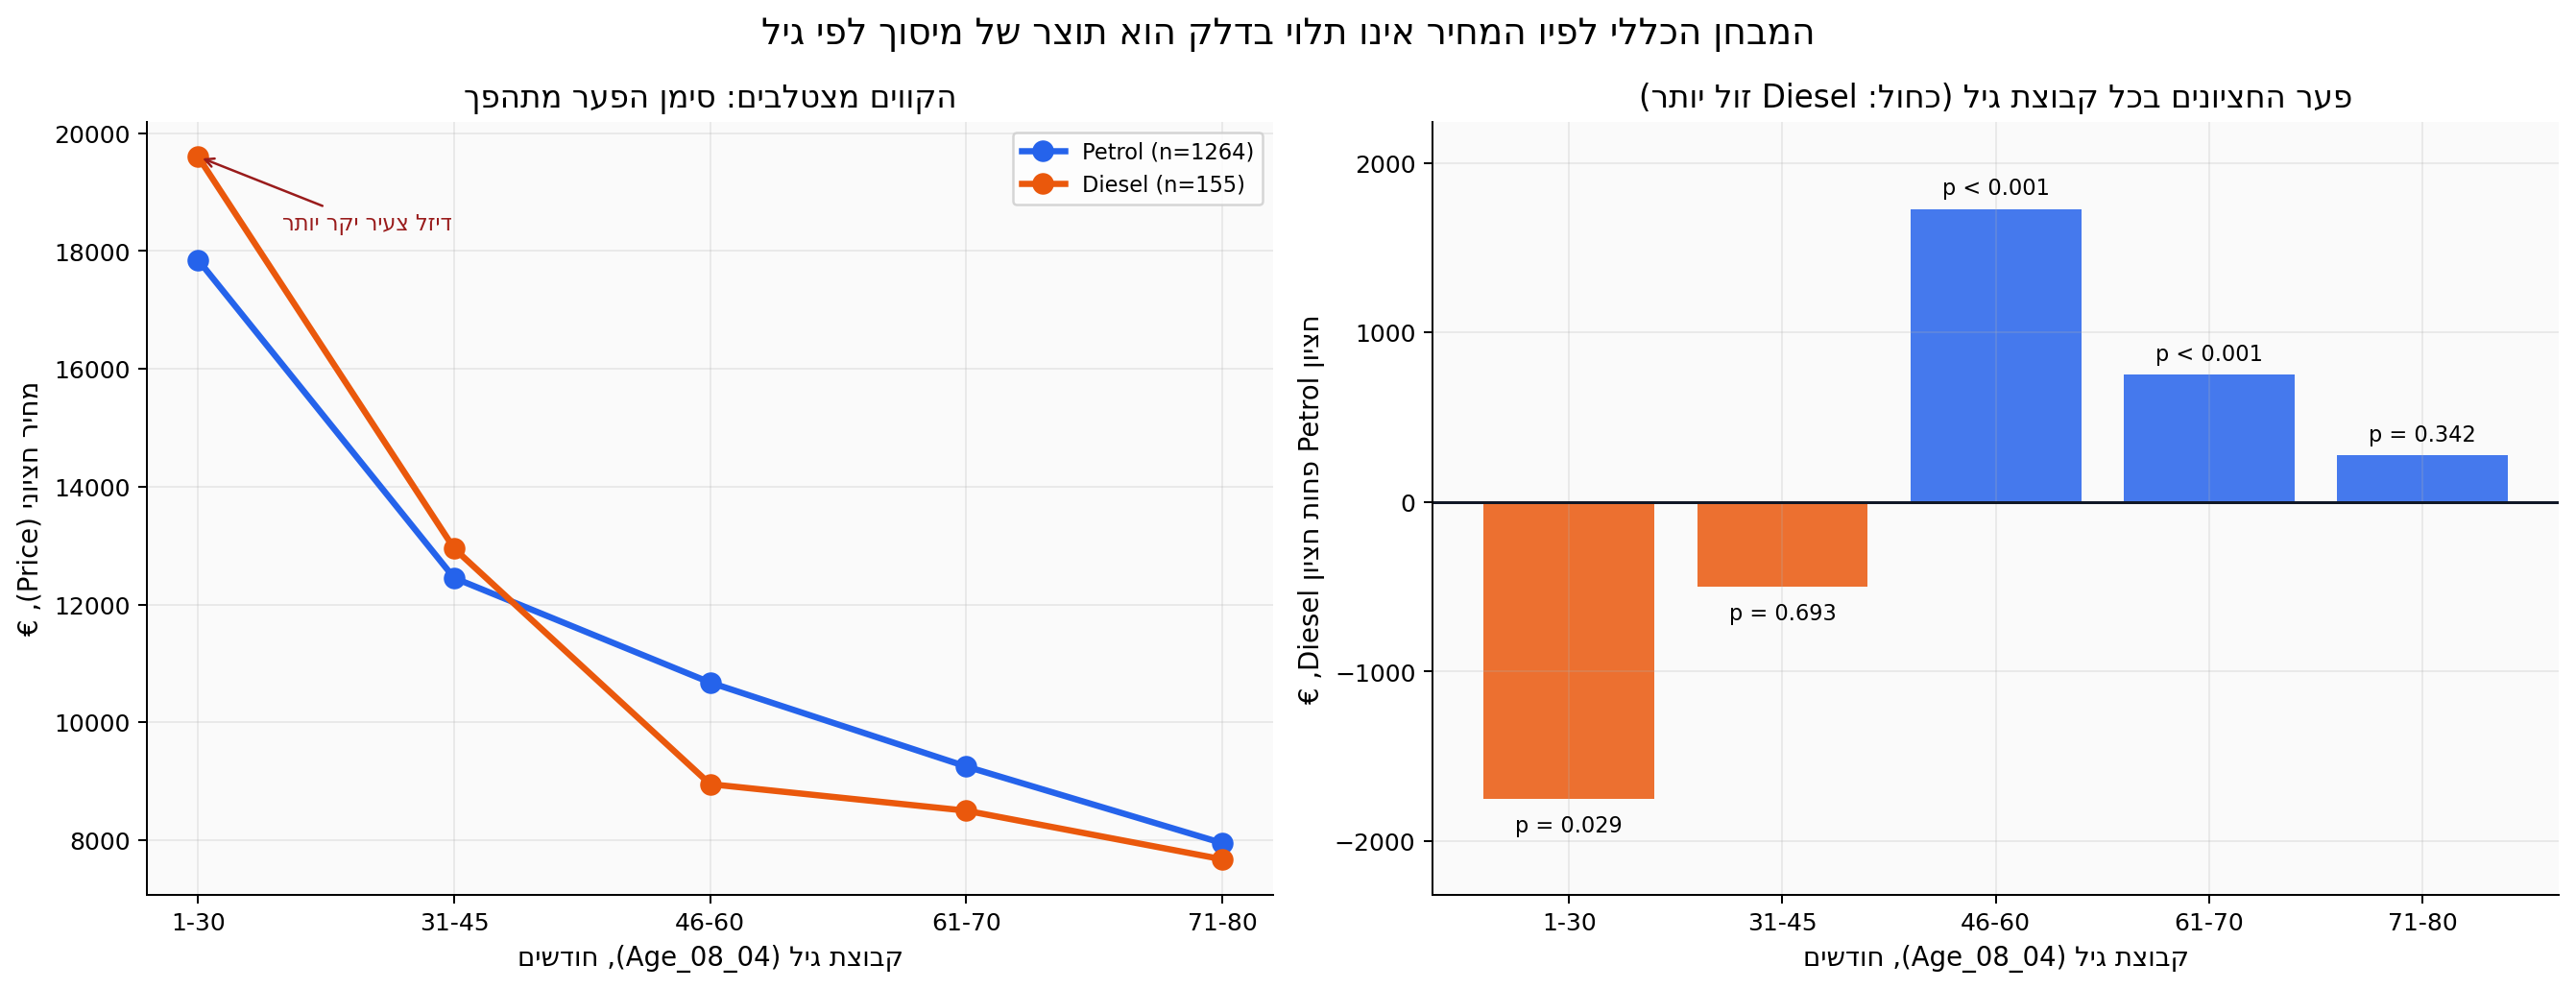 המבחן הכללי לפיו המחיר אינו תלוי בדלק הוא תוצר של מיסוך לפי גיל
הקווים מצטלבים: סימן הפער מתהפך
מחיר חציוני (Price), €
20000
18000
16000
14000
12000
10000
8000
Petrol (n=1264)
Diesel (n=155)
דיזל צעיר יקר יותר
1-30
31-45
46-60
61-70
71-80
קבוצת גיל (Age_08_04), חודשים
פער החציונים בכל קבוצת גיל (כחול: Diesel זול יותר)
חציון Petrol פחות חציון Diesel, €
2000
1000
0
−1000
−2000
p = 0.029
p = 0.693
p < 0.001
p < 0.001
p = 0.342
1-30
31-45
46-60
61-70
71-80
קבוצת גיל (Age_08_04), חודשים